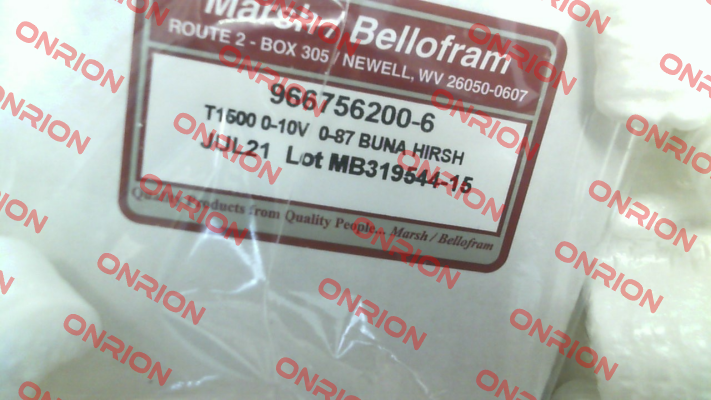 Marsh / Bellofram
ROUTE 2 - BOX 305 / NEWELL, WV 26050-0607
966756200-6
T1500 0-10V 0-87 BUNA HIRSH
JUL21 Lot MB319544-15
Quality Products from Quality People... Marsh / Bellofram
ONRION